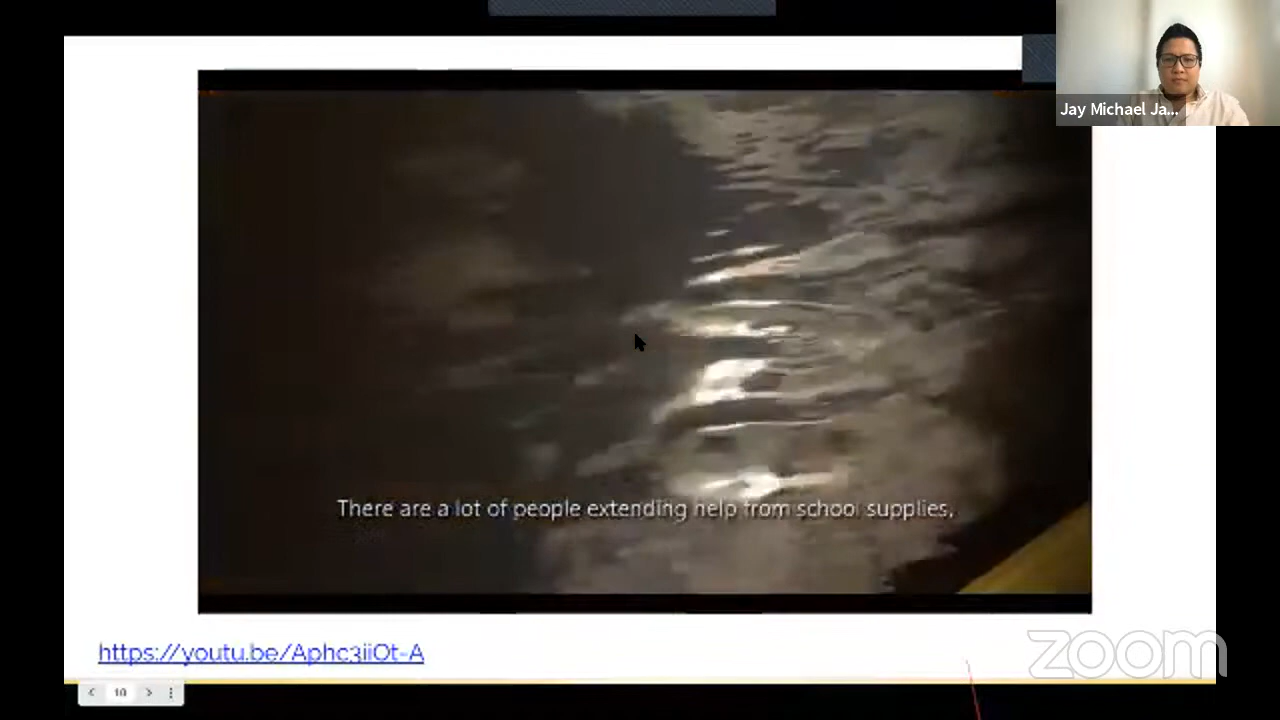 Jay Michael Ja...
There are a lot of people extending help from school supplies,
https://youtu.be/Aphc3iiOt-A
10
zoom